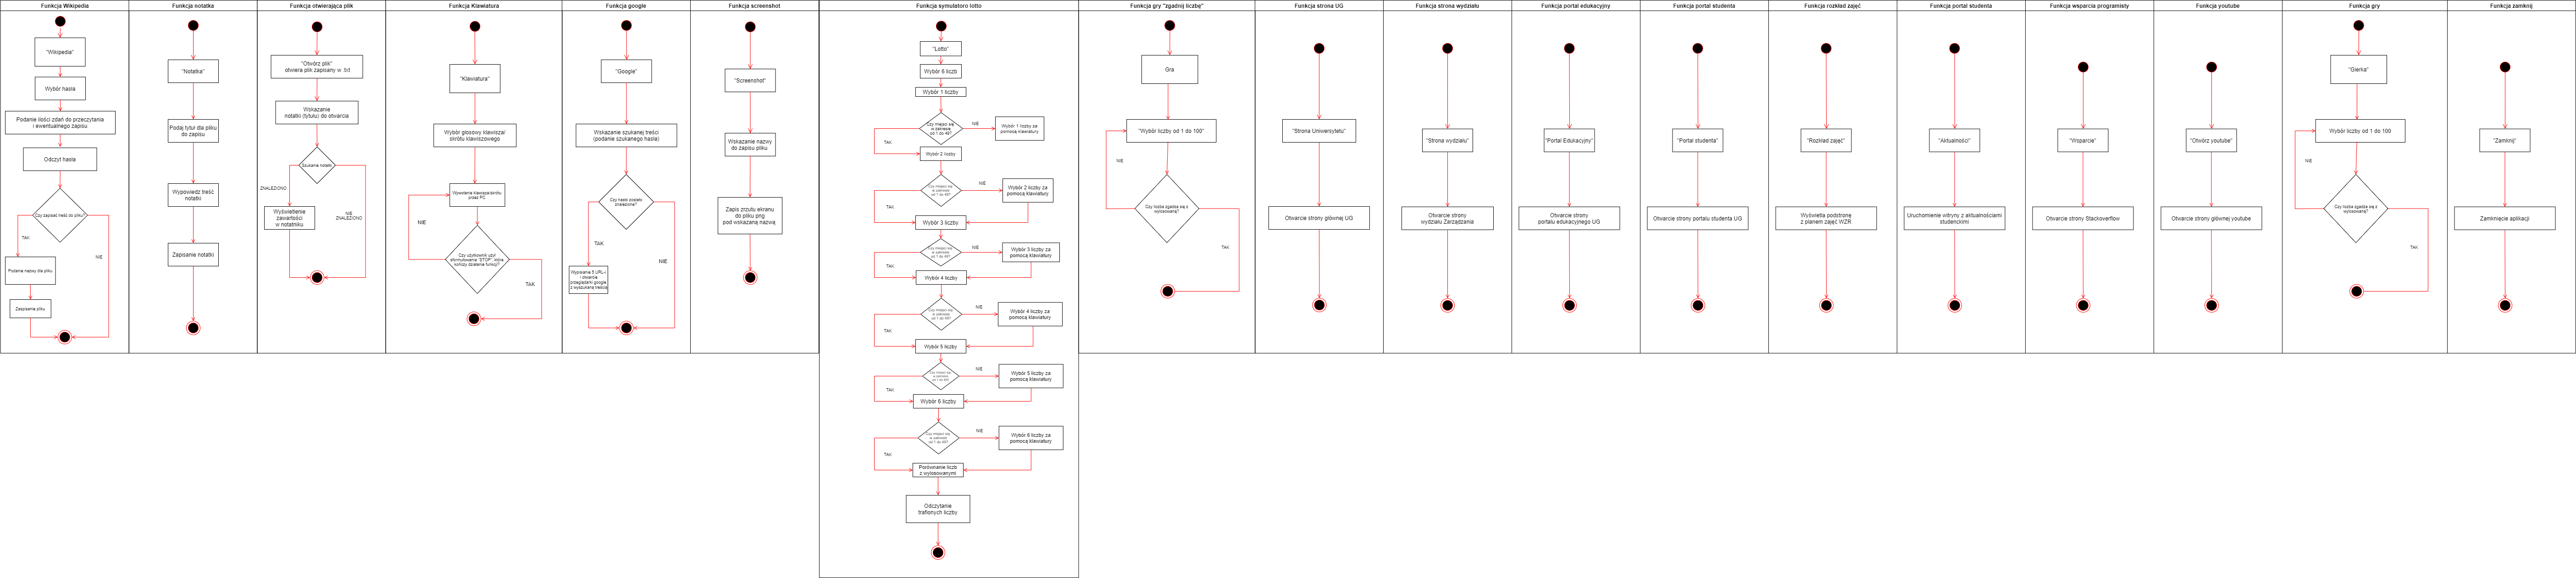 Funkcja Wikipedia
"Wikipedia"
Wybór hasła
Podanie ilości zdań do przeczytania
i ewentualnego zapisu
Odczyt hasła
Czy zapisać treść do pliku?
TAK
NIE
Podanie nazwy dla pliku
Zaspisanie pliku
Funkcja notatka
"Notatka"
Podaj tytuł dla pliku
do zapisu
Wypowiedz treść
notatki
Zapisanie notatki
Funkcja otwierająca plik
"Otwórz plik"
otwiera plik zapisany w .txt
Wskazanie
notatki (tytułu) do otwarcia
Szukanie notatki
ZNALEZIONO
NIE
ZNALEZIONO
Wyświetlenie
zawartości
w notatniku
Funkcja Klawiatura
"Klawiatura"
Wybór głosowy klawisza/
skrótu klawiszowego
Wywołanie klawisza/skrótu
przez PC
NIE
Czy użytkownik użył
sformułowania "STOP", które
kończy działanie funkcji?
TAK
Funkcja google
"Google"
Wskazanie szukanej treści
(podanie szukanego hasła)
Czy hasło zostało
znalezione?
TAK
NIE
Wypisanie 5 URL-i
i otwarcie
przeglądarki google
z wyszukaną treścią
Funkcja screenshot
"Screenshot"
Wskazanie nazwy
do zapisu pliku
Zapis zrzutu ekranu
do pliku png
pod wskazaną nazwą
Funkcja symulatoro lotto
"Lotto"
Wybór 6 liczb
Wybór 1 liczby
Czy miejsci się
w zakresie
od 1 do 49?
NIE
Wybór 1 liczby za
pomocą klawiatury
TAK
Wybór 2 liczby
Czy miejsci się
w zakresie
od 1 do 49?
NIE
Wybór 2 liczby za
pomocą klawiatury
TAK
Wybór 3 liczby
Czy miejsci się
w zakresie
od 1 do 49?
NIE
Wybór 3 liczby za
pomocą klawiatury
TAK
Wybór 4 liczby
Czy miejsci się
w zakresie
od 1 do 49?
NIE
Wybór 4 liczby za
pomocą klawiatury
TAK
Wybór 5 liczby
Czy miejsci się
w zakresie
od 1 do 49?
NIE
Wybór 5 liczby za
pomocą klawiatury
TAK
Wybór 6 liczby
Czy miejsci się
w zakresie
od 1 do 49?
NIE
Wybór 6 liczby za
pomocą klawiatury
TAK
Porównanie liczb
z wylosowanymi
Odczytanie
trafionych liczby
Funkcja gry "zgadnij liczbę"
Gra
"Wybór liczby od 1 do 100"
NIE
Czy liczba zgadza się z
wylosowaną?
TAK
Funkcja strona UG
"Strona Uniwersytetu"
Otwarcie strony głównej UG
Funkcja strona wydziału
"Strona wydziału"
Otwarcie strony
wydziału Zarządzania
Funkcja portal edukacyjny
"Portal Edukacyjny"
Otwarcie strony
portalu edukacyjnego UG
Funkcja portal studenta
"Portal studenta"
Otwarcie strony portalu studenta UG
Funkcja rozkład zajęć
"Rozkład zajęć"
Wyświetla podstronę
z planem zajęć WZR
Funkcja portal studenta
"Aktualności"
Uruchomienie witryny z aktualnościami
studenckimi
Funkcja wsparcia programisty
"Wsparcie"
Otwarcie strony Stackoverflow
Funkcja youtube
"Otwórz youtube"
Otwarcie strony głównej youtube
Funkcja gry
"Gierka"
Wybór liczby od 1 do 100
NIE
Czy liczba zgadza się z
wylosowaną?
TAK
Funkcja zamknij
"Zamknij"
Zamknięcie aplikacji